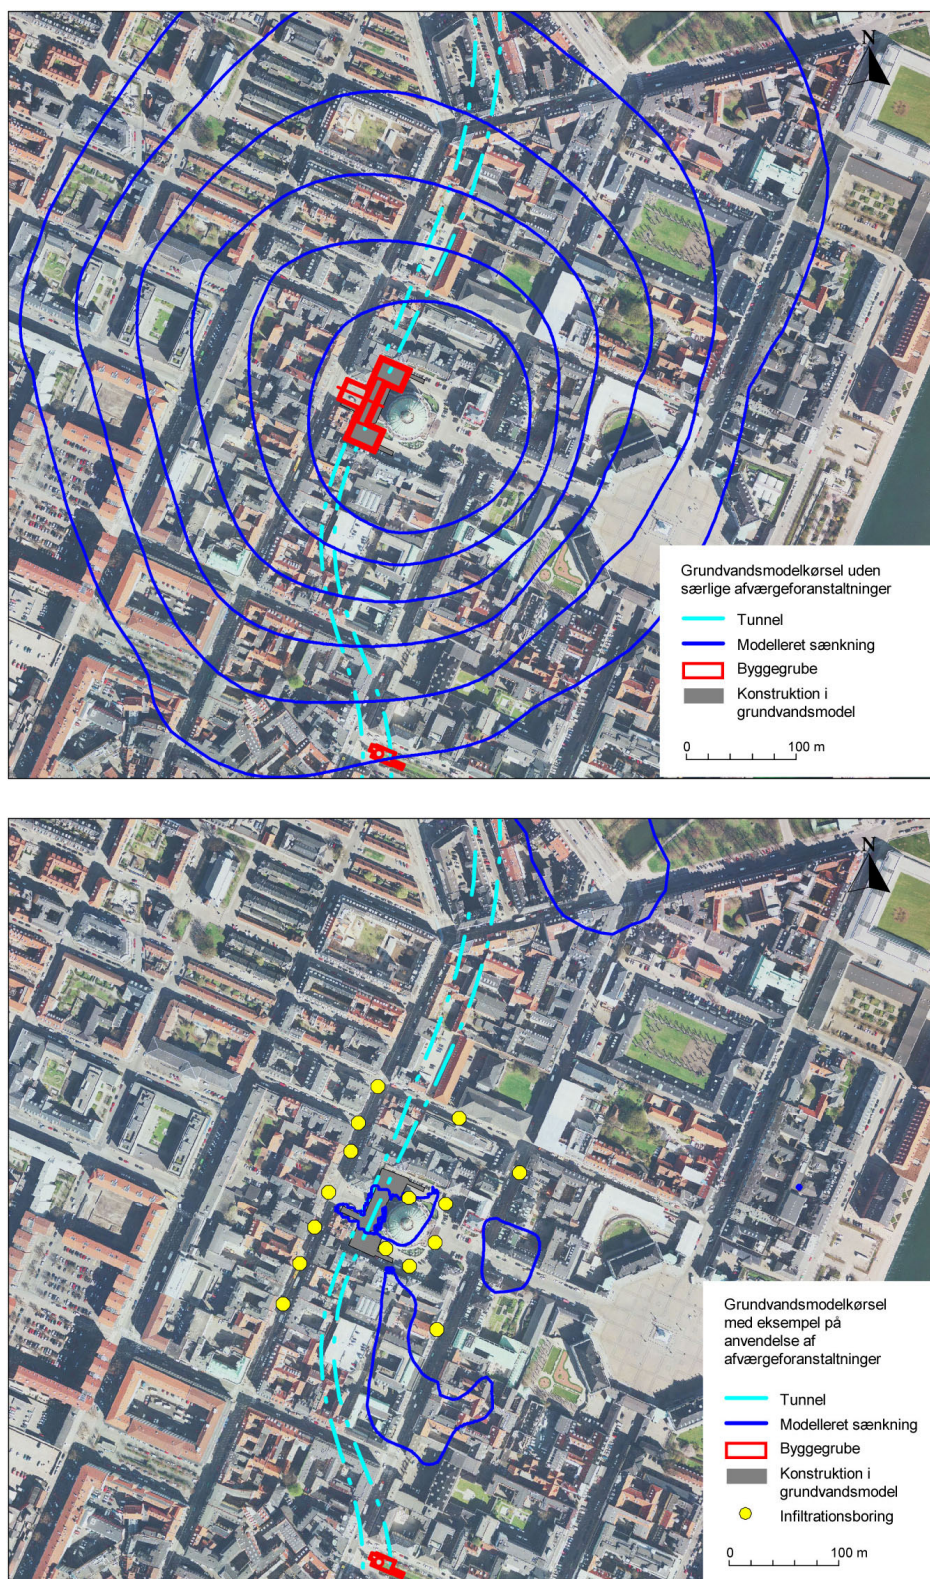 N
Grundvandsmodelkørsel uden
særlige afværgeforanstaltninger
Tunnel
Modelleret sænkning
Byggegrube
Konstruktion i
grundvandsmodel
0 100 m
N
Grundvandsmodelkørsel
med eksempel på
anvendelse af
afværgeforanstaltninger
Tunnel
Modelleret sænkning
Byggegrube
Konstruktion i
grundvandsmodel
Infiltrationsboring
0 100 m